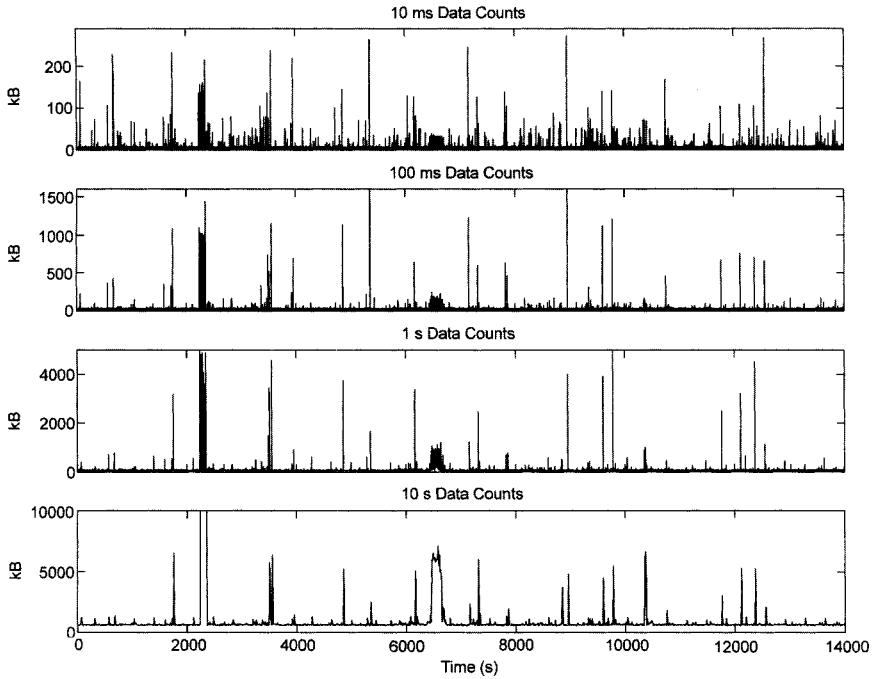 10 ms Data Counts
200
100
0
kB
100 ms Data Counts
1500
1000
500
0
kB
1 s Data Counts
4000
2000
0
kB
10 s Data Counts
10000
5000
0
kB
0 2000 4000 6000 8000 10000 12000 14000
Time (s)